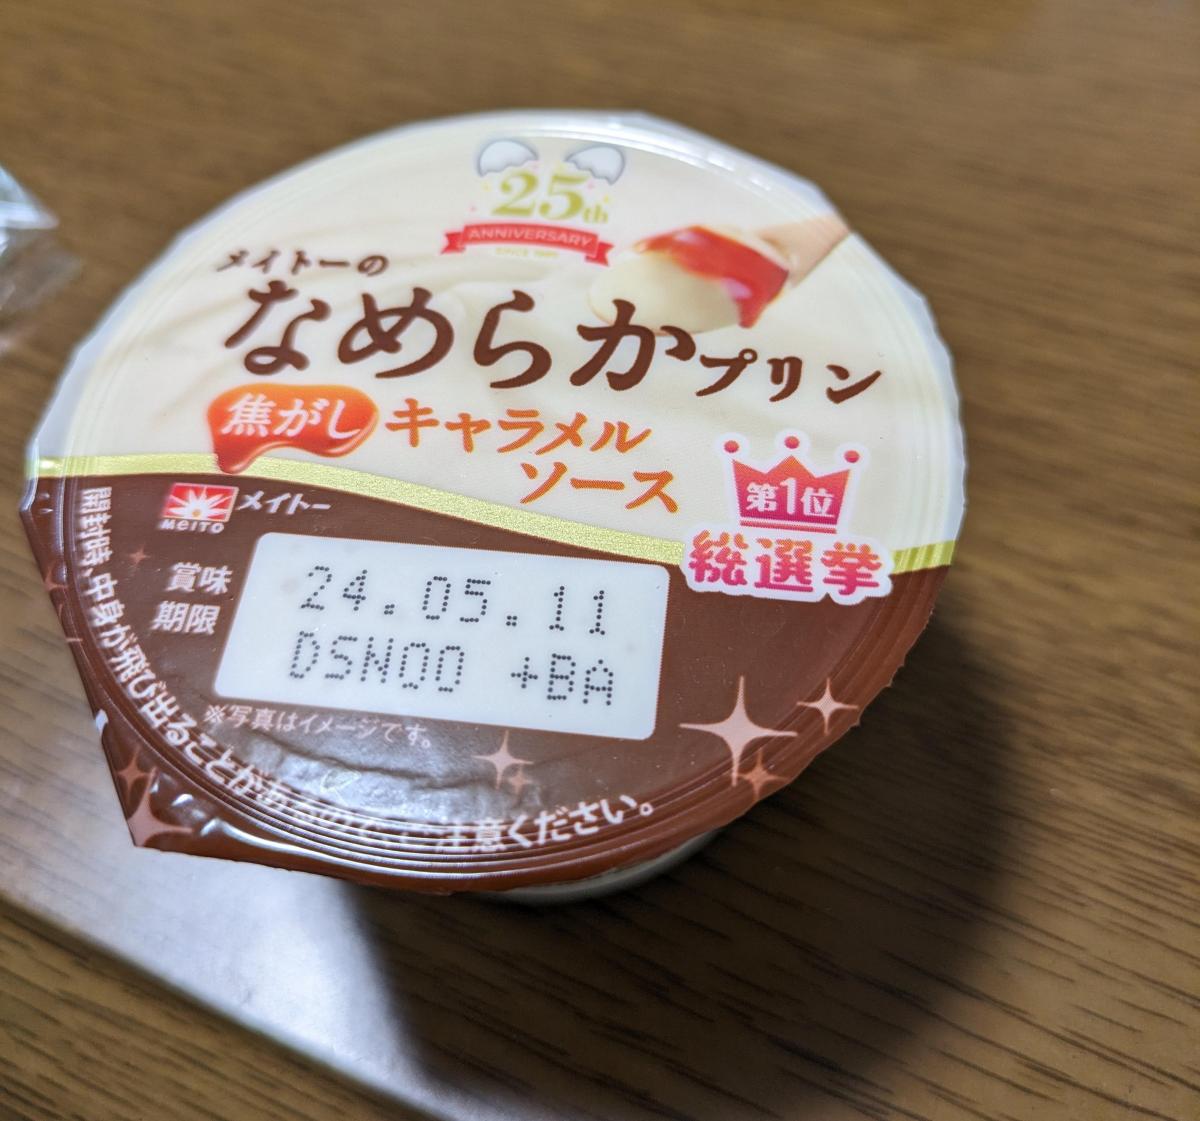 25th
ANNIVERSARY
メイトーの
なめらかプリン
焦がし キャラメル
ソース
第1位
総選挙
MEITO メイトー
賞味
期限
24.05.11
DSN00 +BA
※写真はイメージです。
開封時、中身が飛び出ることがあるのでご注意ください。